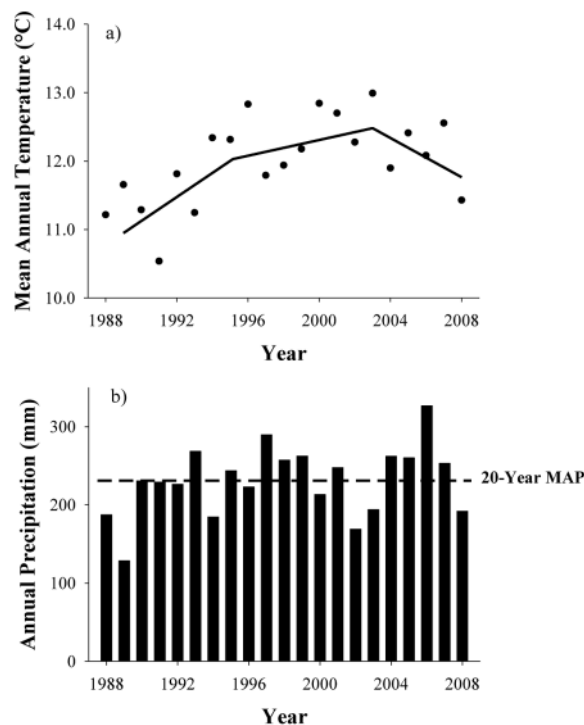 a)
Mean Annual Temperature (°C)
14.0
13.0
12.0
11.0
10.0
1988 1992 1996 2000 2004 2008
Year
b)
Annual Precipitation (mm)
300
200
100
0
20-Year MAP
1988 1992 1996 2000 2004 2008
Year